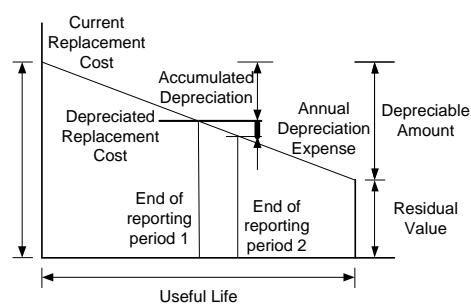 Current
Replacement
Cost
Accumulated
Depreciation
Depreciated
Replacement
Cost
Annual
Depreciation
Expense
Depreciable
Amount
End of
reporting
period 1
End of
reporting
period 2
Residual
Value
Useful Life